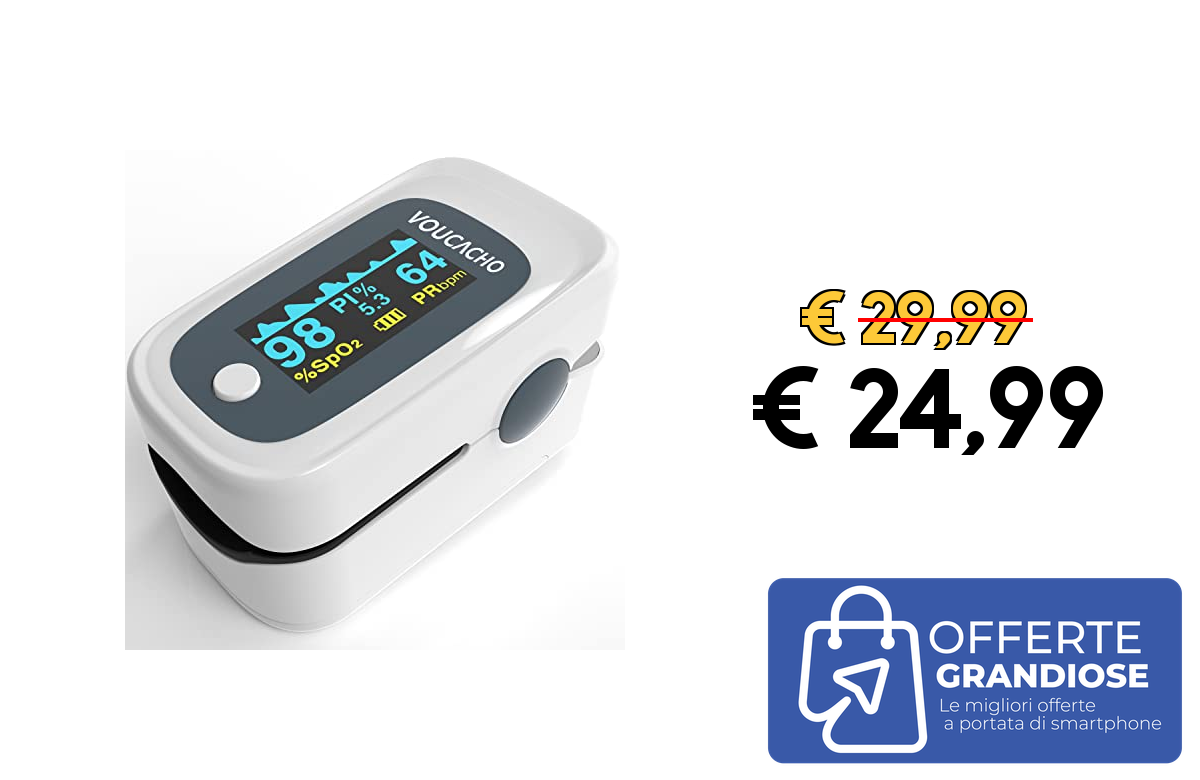 VOUCACHO
64
PRbpm
PI%
5.3
98
%SpO₂
€ 29,99
€ 24,99
OFFERTE
GRANDIOSE
Le migliori offerte
a portata di smartphone